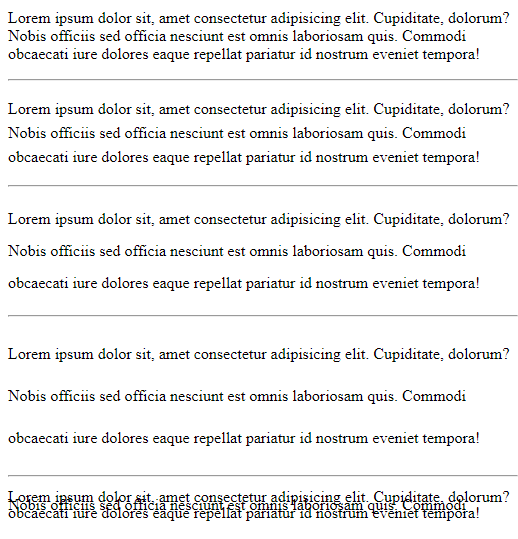 Lorem ipsum dolor sit, amet consectetur adipisicing elit. Cupiditate, dolorum?
Nobis officiis sed officia nesciunt est omnis laboriosam quis. Commodi
obcaecati iure dolores eaque repellat pariatur id nostrum eveniet tempora!
Lorem ipsum dolor sit, amet consectetur adipisicing elit. Cupiditate, dolorum?
Nobis officiis sed officia nesciunt est omnis laboriosam quis. Commodi
obcaecati iure dolores eaque repellat pariatur id nostrum eveniet tempora!
Lorem ipsum dolor sit, amet consectetur adipisicing elit. Cupiditate, dolorum?
Nobis officiis sed officia nesciunt est omnis laboriosam quis. Commodi
obcaecati iure dolores eaque repellat pariatur id nostrum eveniet tempora!
Lorem ipsum dolor sit, amet consectetur adipisicing elit. Cupiditate, dolorum?
Nobis officiis sed officia nesciunt est omnis laboriosam quis. Commodi
obcaecati iure dolores eaque repellat pariatur id nostrum eveniet tempora!
Lorem ipsum dolor sit, amet consectetur adipisicing elit. Cupiditate, dolorum?
Nobis officiis sed officia nesciunt est omnis laboriosam quis. Commodi
obcaecati iure dolores eaque repellat pariatur id nostrum eveniet tempora!